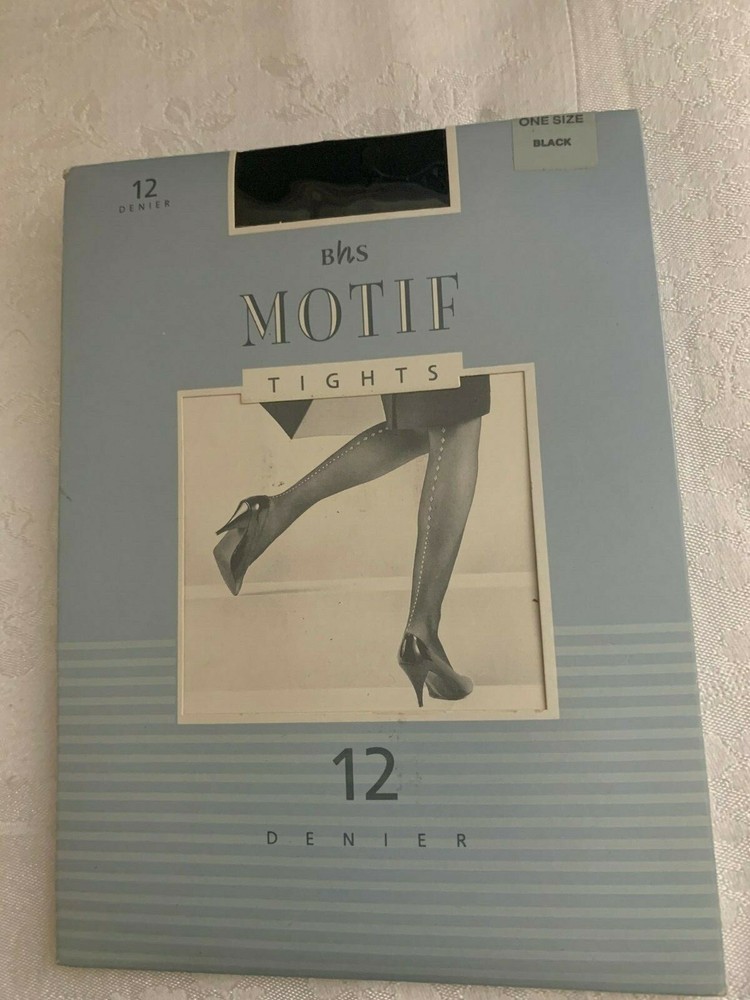 ONE SIZE
BLACK
12
DENIER
BhS
MOTIF
TIGHTS
12
DENIER